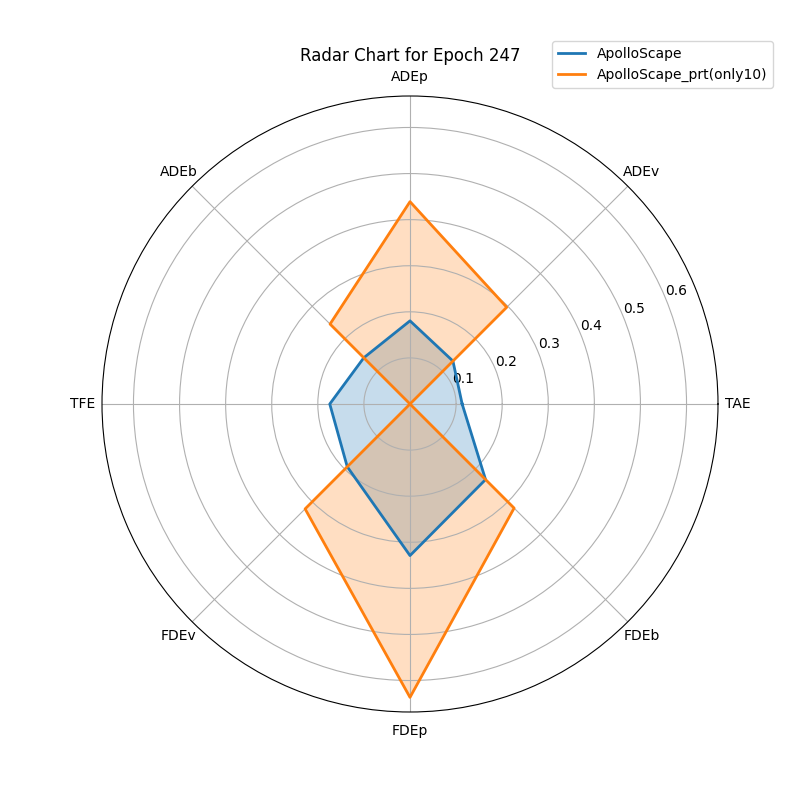 Radar Chart for Epoch 247
ApolloScape
ApolloScape_prt(only10)
ADEp
ADEb
ADEv
0.6
0.5
0.4
0.3
0.2
0.1
TFE
TAE
FDEv
FDEb
FDEp